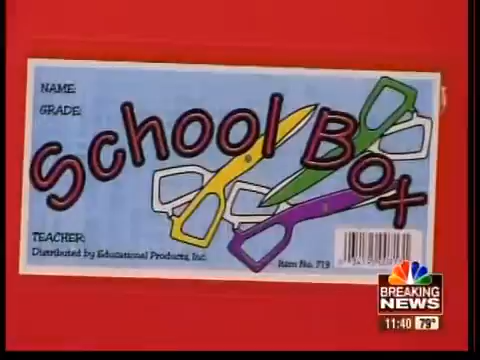 NAME:
GRADE:
School Box
TEACHER:
Distributed by Educational Products, Inc.
Item No. 719
BREAKING
NEWS
11:40 79°